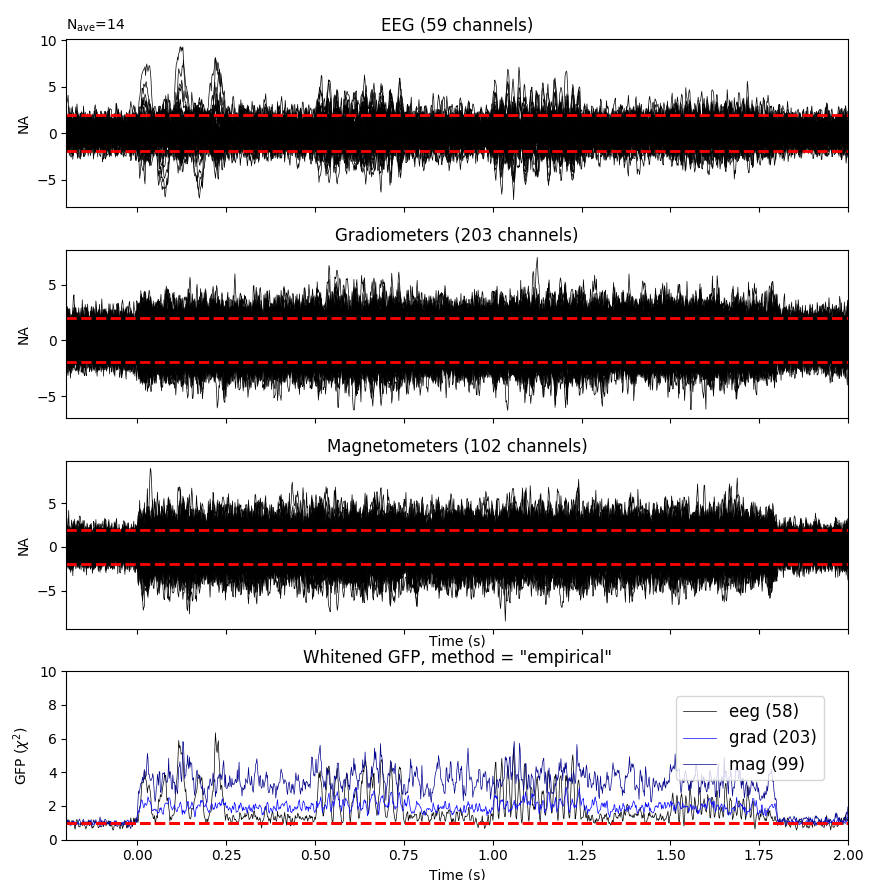 N_ave=14
EEG (59 channels)
10
5
0
−5
NA
Gradiometers (203 channels)
5
0
−5
NA
Magnetometers (102 channels)
5
0
−5
NA
Time (s)
Whitened GFP, method = "empirical"
10
8
6
4
2
0
GFP (χ²)
eeg (58)
grad (203)
mag (99)
0.00 0.25 0.50 0.75 1.00 1.25 1.50 1.75 2.00
Time (s)